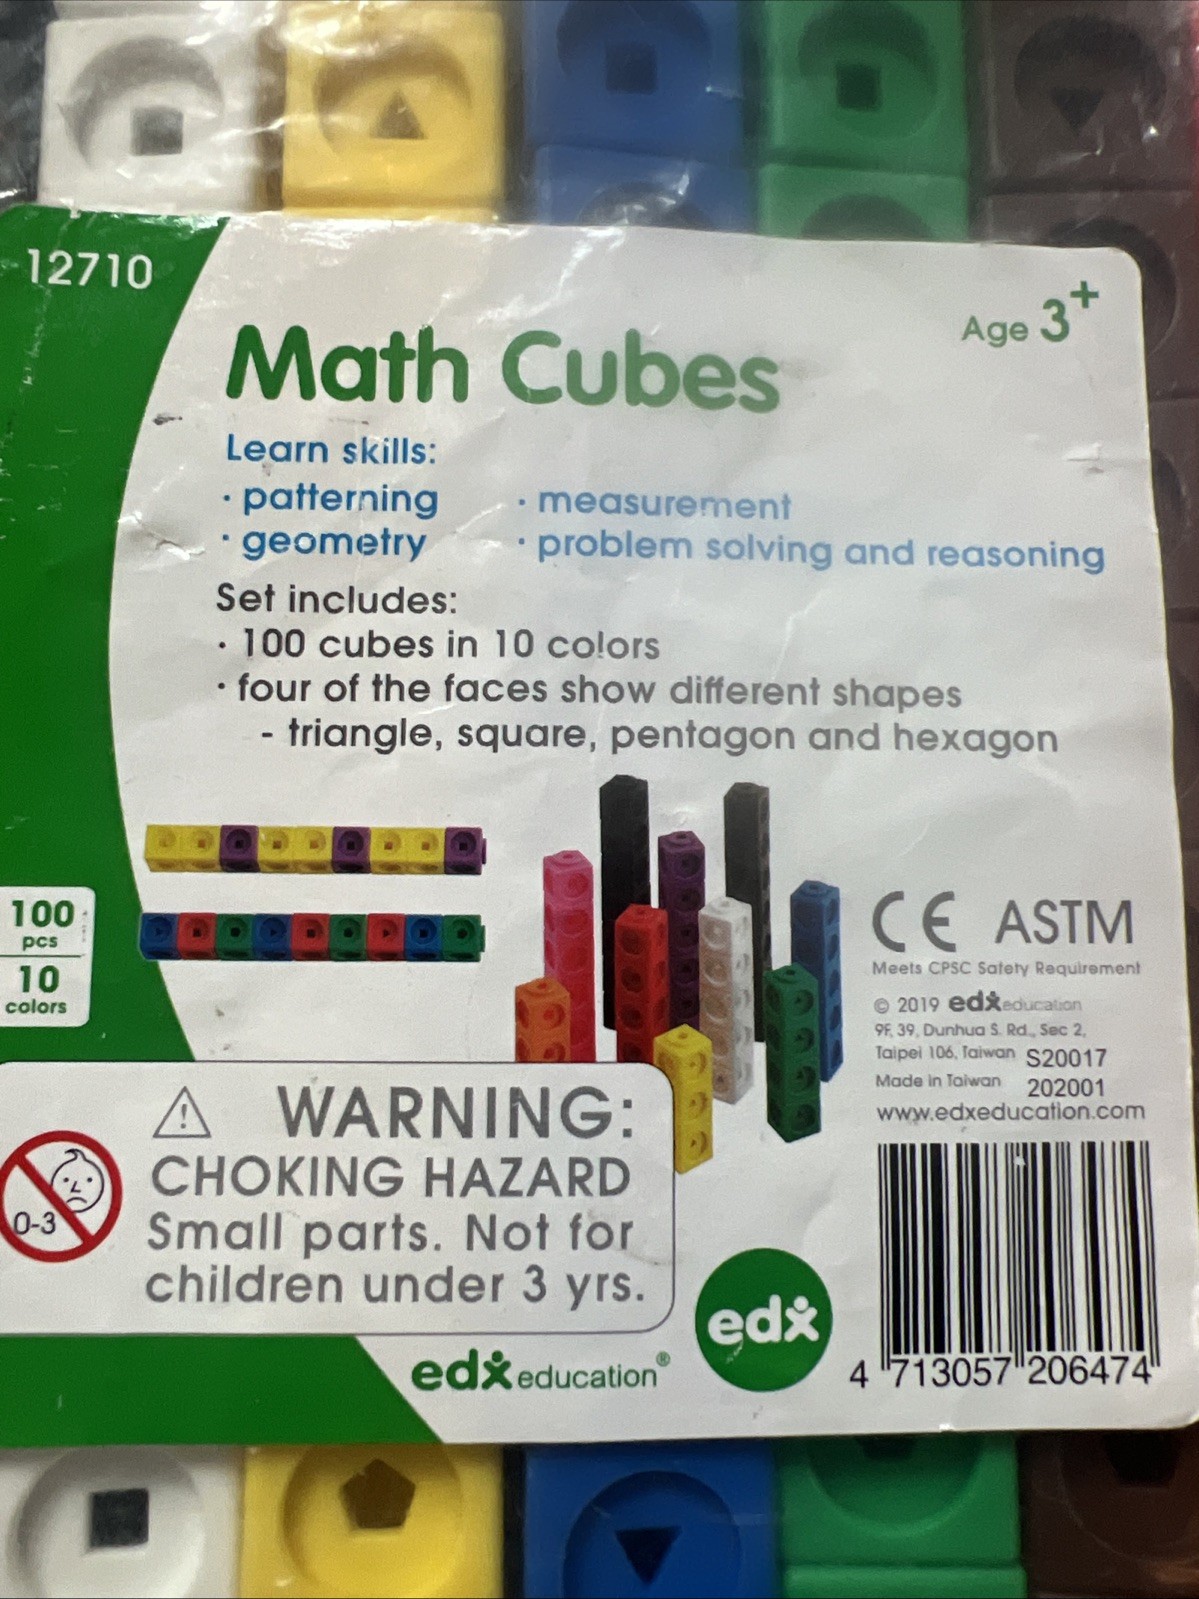 12710
Age 3+
Math Cubes
Learn skills:
· patterning
· measurement
· geometry
· problem solving and reasoning
Set includes:
· 100 cubes in 10 colors
· four of the faces show different shapes
- triangle, square, pentagon and hexagon
100
pcs
10
colors
CE ASTM
Meets CPSC Safety Requirement
© 2019 edx education
9F, 39, Dunhua S. Rd., Sec 2,
Taipei 106, Taiwan S20017
Made in Taiwan 202001
www.edxeducation.com
⚠ WARNING:
CHOKING HAZARD
Small parts. Not for
children under 3 yrs.
0-3
edx education®
edx
4 713057 206474